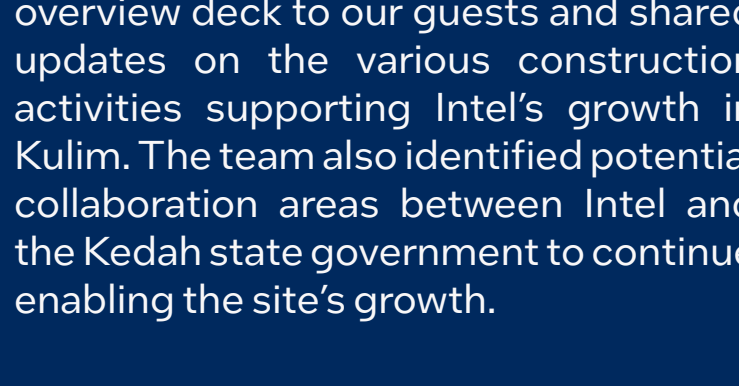 overview deck to our guests and shared
updates on the various construction
activities supporting Intel’s growth in
Kulim. The team also identified potential
collaboration areas between Intel and
the Kedah state government to continue
enabling the site’s growth.